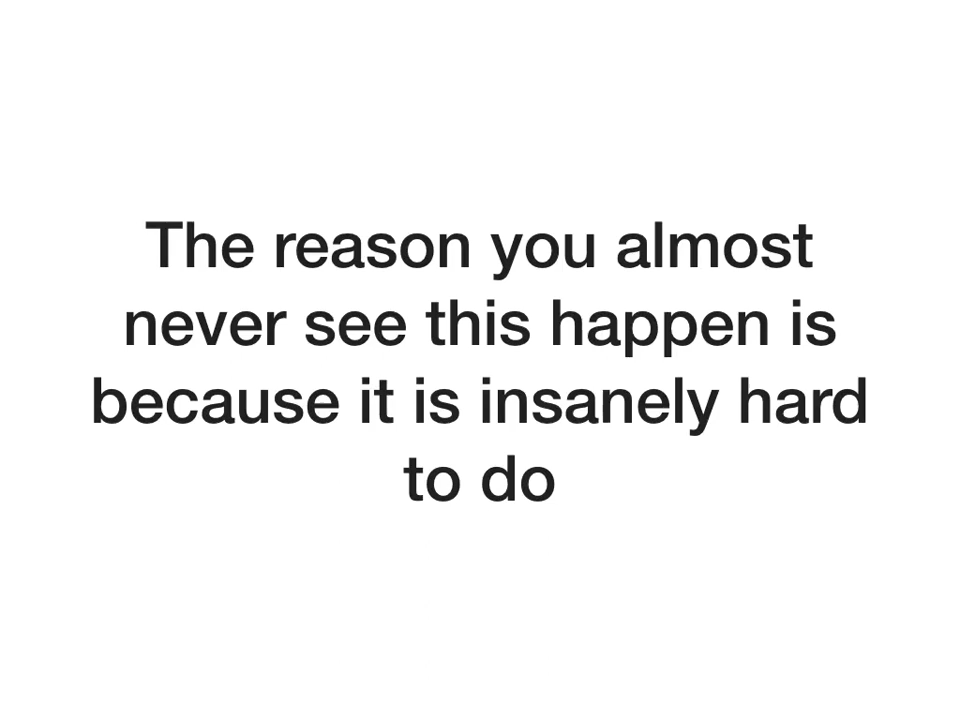 The reason you almost
never see this happen is
because it is insanely hard
to do